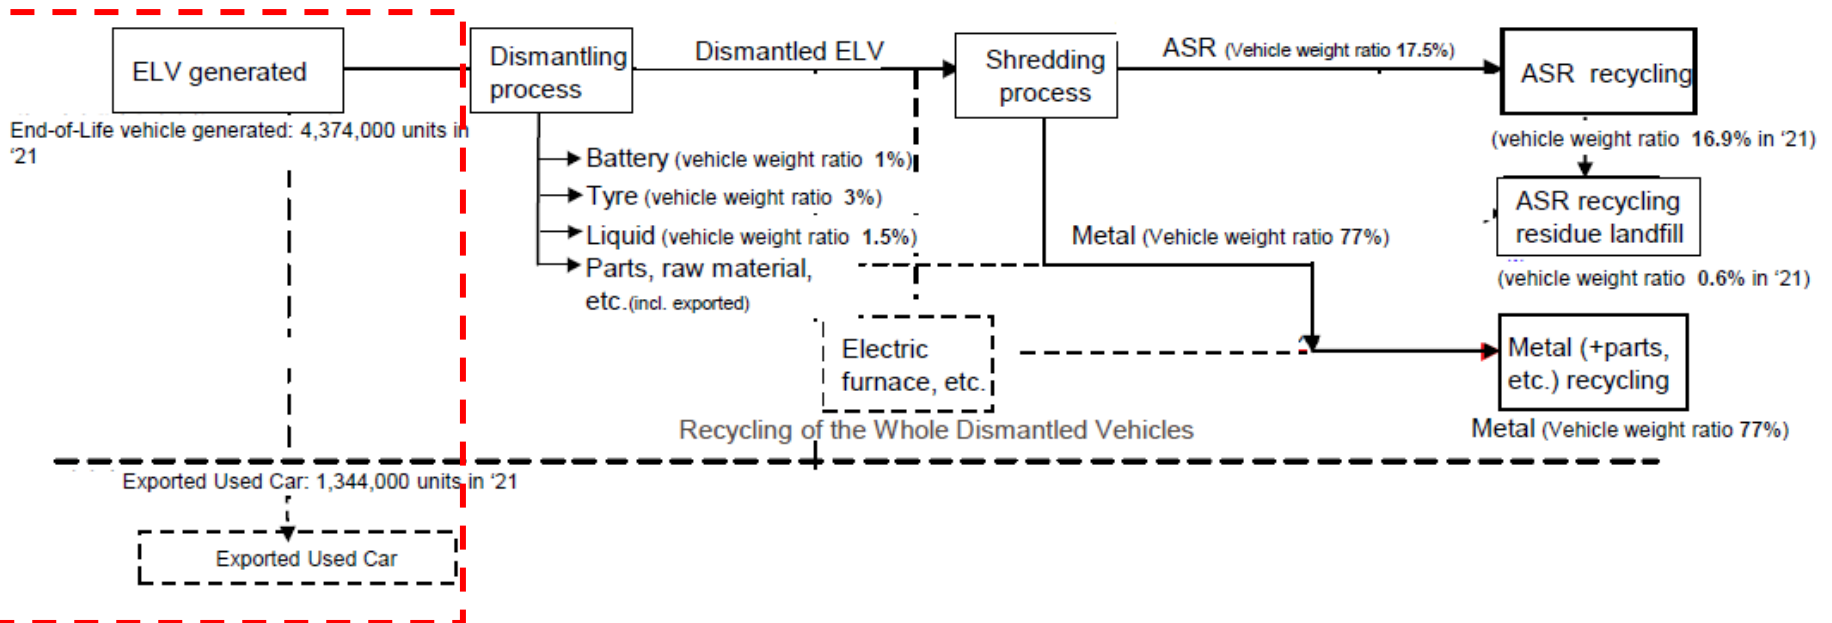 ELV generated
End-of-Life vehicle generated: 4,374,000 units in
‘21
Dismantling
process
Dismantled ELV
Shredding
process
ASR (Vehicle weight ratio 17.5%)
ASR recycling
(vehicle weight ratio 16.9% in ‘21)
ASR recycling
residue landfill
(vehicle weight ratio 0.6% in ‘21)
Battery (vehicle weight ratio 1%)
Tyre (vehicle weight ratio 3%)
Liquid (vehicle weight ratio 1.5%)
Parts, raw material,
etc.(incl. exported)
Metal (Vehicle weight ratio 77%)
Electric
furnace, etc.
Metal (+parts,
etc.) recycling
Metal (Vehicle weight ratio 77%)
Recycling of the Whole Dismantled Vehicles
Exported Used Car: 1,344,000 units in ‘21
Exported Used Car